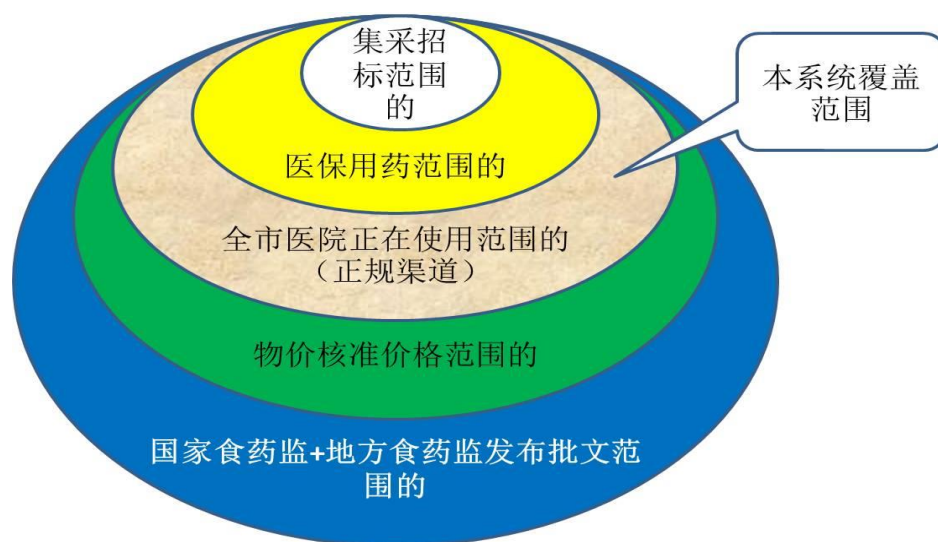 集采招
标范围
的
本系统覆盖
范围
医保用药范围的
全市医院正在使用范围的
（正规渠道）
物价核准价格范围的
国家食药监+地方食药监发布批文范
围的